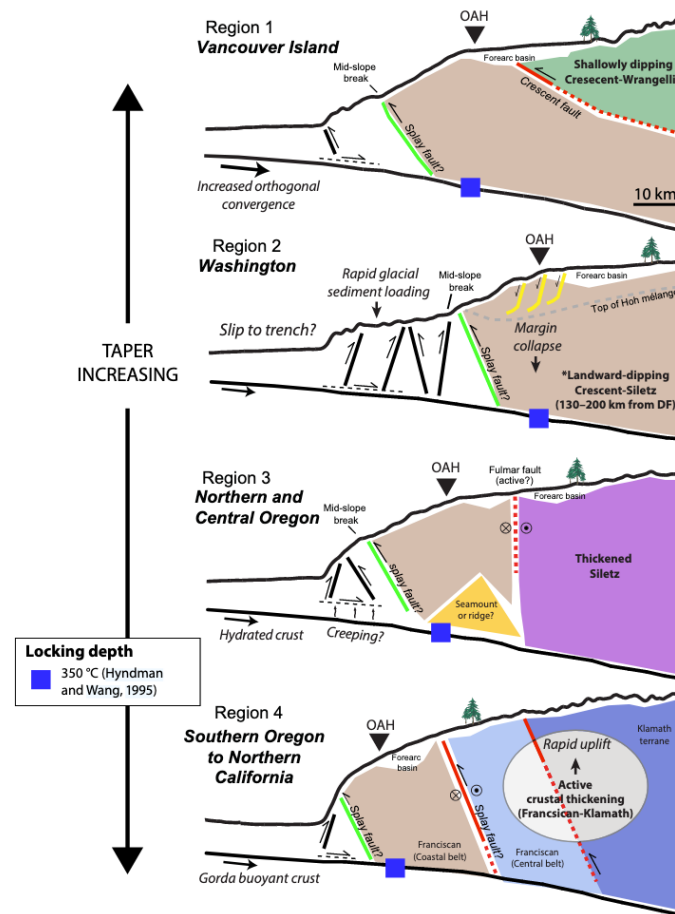 Region 1
Vancouver Island
OAH
Mid-slope
break
Forearc basin
Shallowly dipping
Cresecent-Wrangelli
Crescent fault
Splay fault?
Increased orthogonal
convergence
10 km
Region 2
Washington
OAH
Rapid glacial
sediment loading
Mid-slope
break
Forearc basin
Top of Hoh mélange
Slip to trench?
Margin
collapse
Splay fault?
*Landward-dipping
Crescent-Siletz
(130–200 km from DF)
TAPER
INCREASING
Region 3
Northern and
Central Oregon
OAH
Fulmar fault
(active?)
Forearc basin
Mid-slope
break
Thickened
Siletz
splay fault?
Seamount
or ridge?
Hydrated crust
Creeping?
Locking depth
350 °C (Hyndman
and Wang, 1995)
Region 4
Southern Oregon
to Northern
California
OAH
Forearc
basin
Klamath
terrane
Rapid uplift
Active
crustal thickening
(Francsican-Klamath)
Splay fault?
Splay fault?
Franciscan
(Coastal belt)
Franciscan
(Central belt)
Gorda buoyant crust